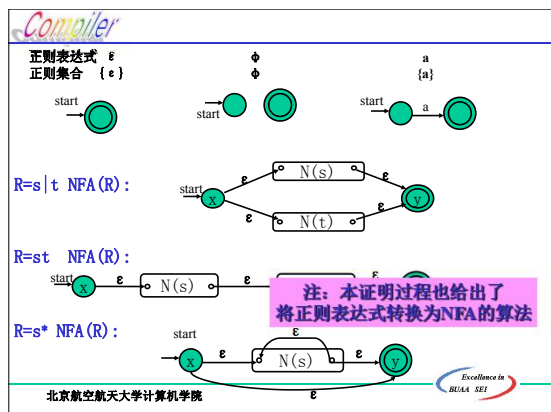 Compiler
正则表达式 ε Φ a
正则集合 {ε} Φ {a}
start start start a
R=s|t NFA(R): start x ε N(s) ε y
ε N(t) ε
R=st NFA(R): start x ε N(s) ε
注：本证明过程也给出了
将正则表达式转换为NFA的算法
R=s* NFA(R): start x ε N(s) ε y
ε
ε
北京航空航天大学计算机学院
Excellence in
BUAA SEI